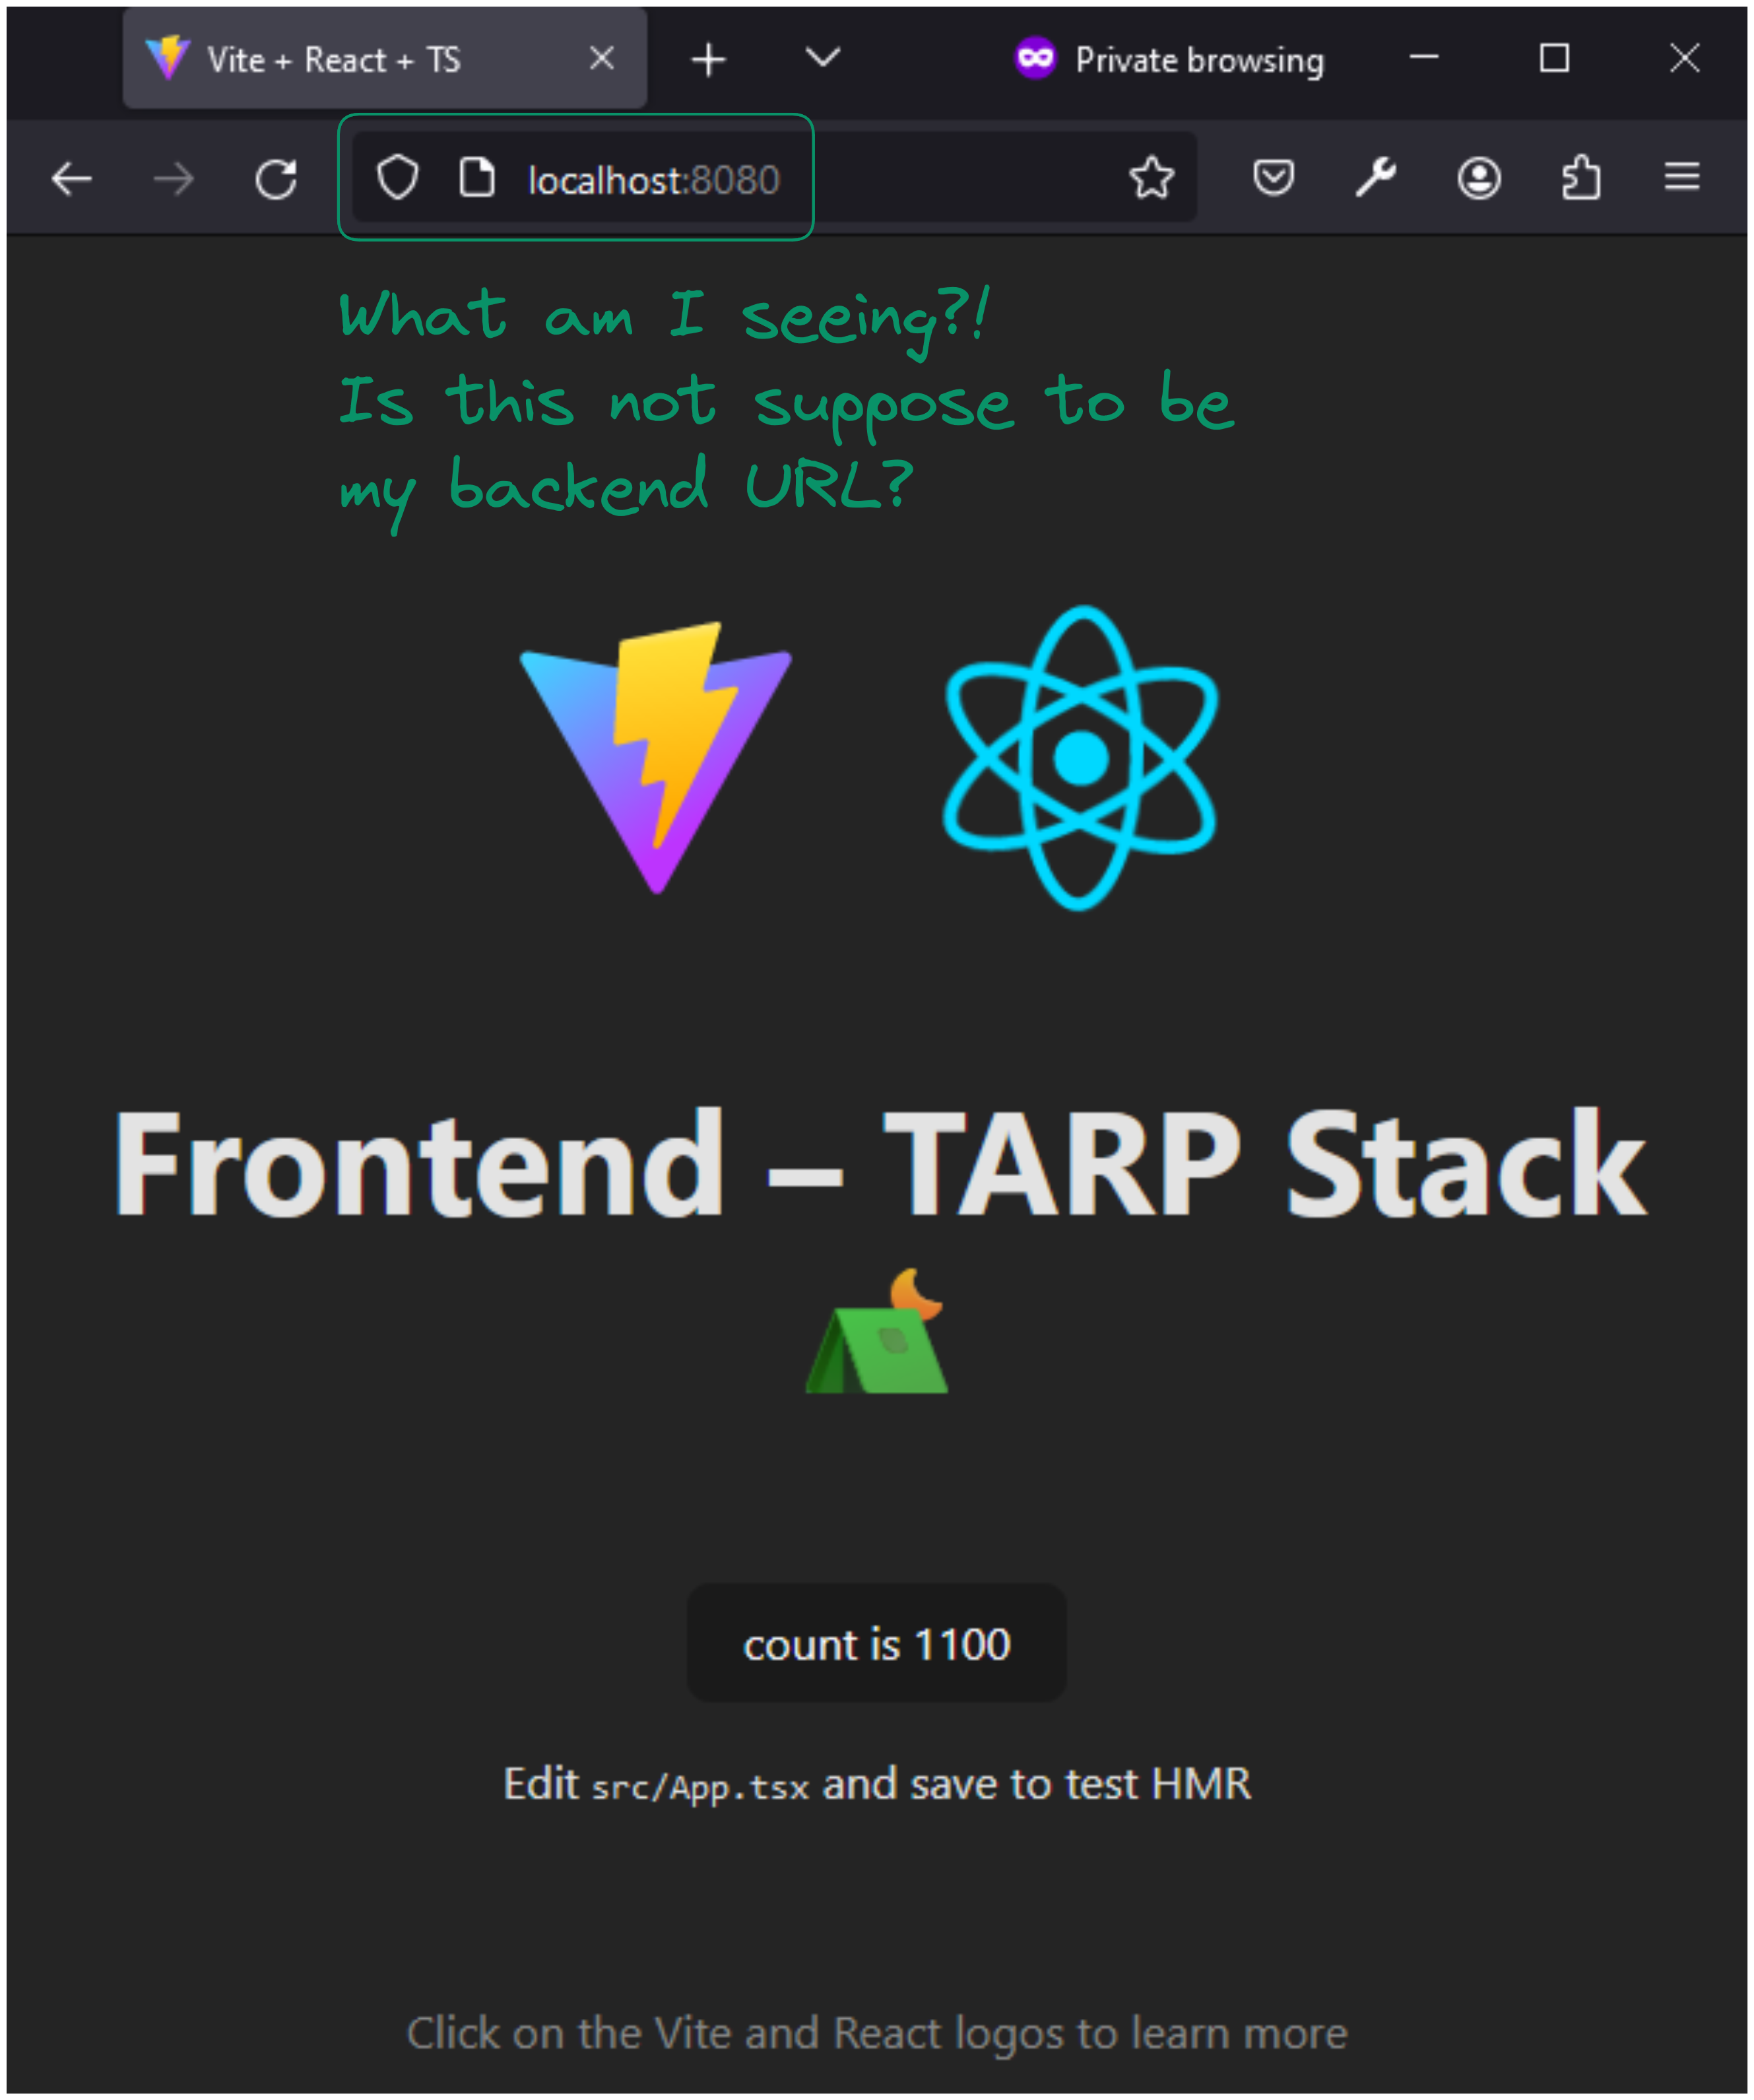 Vite + React + TS
Private browsing
localhost:8080
What am I seeing?!
Is this not suppose to be
my backend URL?
Frontend – TARP Stack
count is 1100
Edit src/App.tsx and save to test HMR
Click on the Vite and React logos to learn more